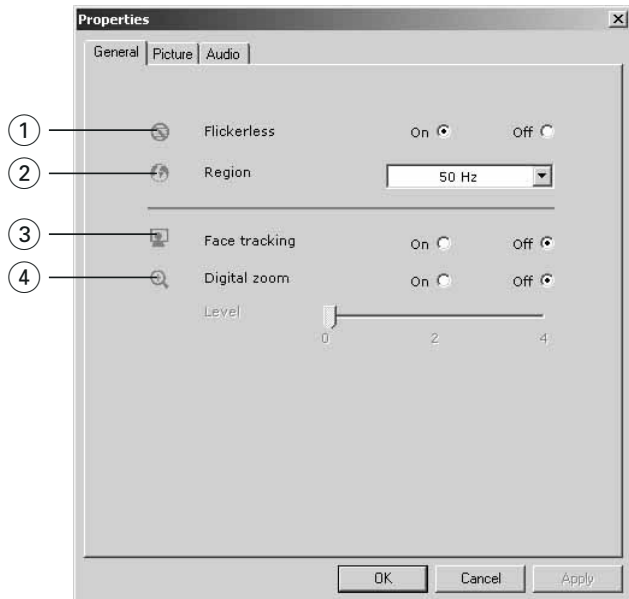 Properties
General Picture Audio
1 Flickerless On Off
2 Region 50 Hz
3 Face tracking On Off
4 Digital zoom On Off
Level
0 2 4
OK Cancel Apply